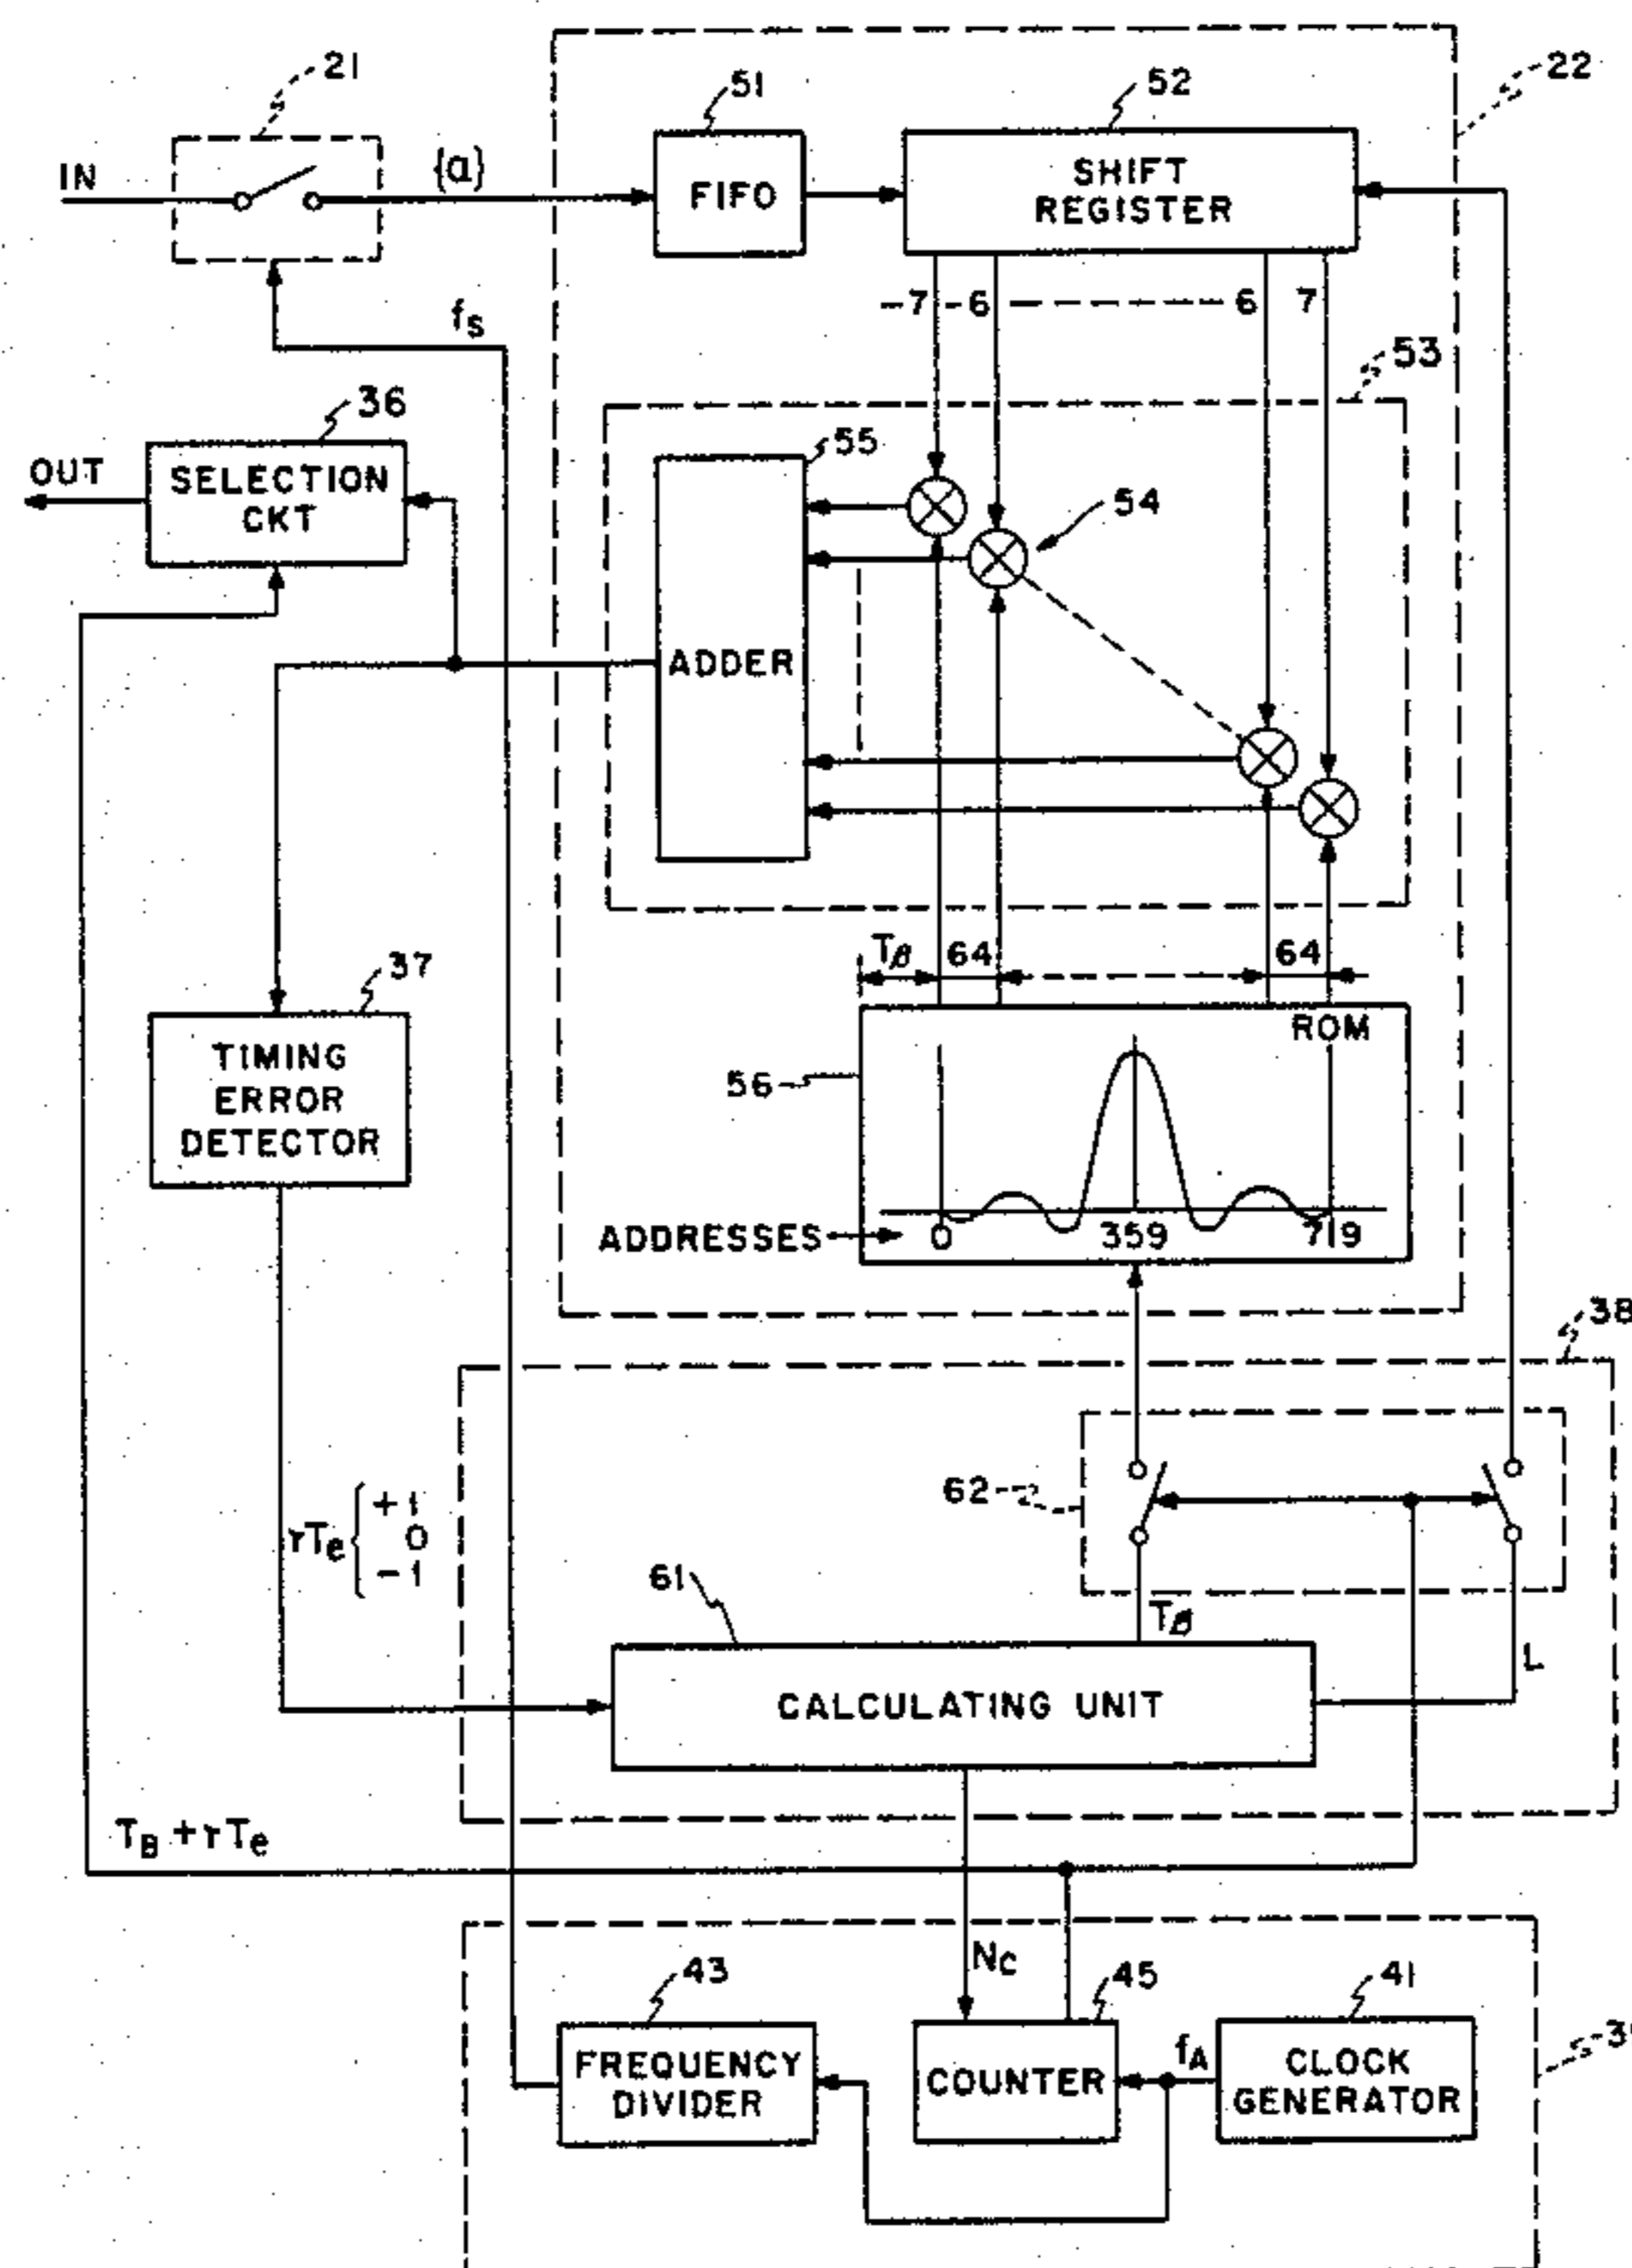 21
22
51
52
IN
{a}
FIFO
SHIFT
REGISTER
fS
-7 -6 6 7
53
36
55
OUT
SELECTION
CKT
54
ADDER
37
Tβ 64 64
ROM
TIMING
ERROR
DETECTOR
56
ADDRESSES
0 359 719
38
62
rTe { +1
0
-1
61
Tβ
L
CALCULATING UNIT
TB + rTe
NC
43
45
41
fA
FREQUENCY
DIVIDER
COUNTER
CLOCK
GENERATOR